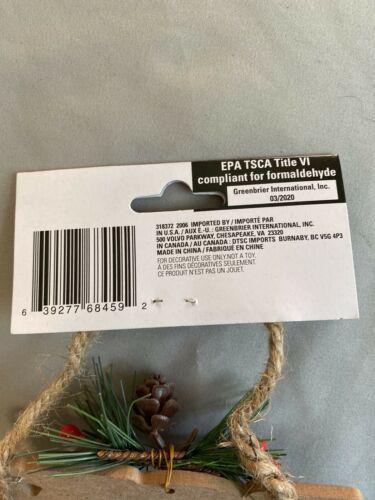 EPA TSCA Title VI
compliant for formaldehyde
Greenbrier International, Inc.
03/2020
318372 2006 IMPORTED BY / IMPORTÉ PAR
IN U.S.A. / AUX É.-U. : GREENBRIER INTERNATIONAL, INC.
500 VOLVO PARKWAY, CHESAPEAKE, VA 23320
IN CANADA / AU CANADA : DTSC IMPORTS BURNABY, BC V5G 4P3
MADE IN CHINA / FABRIQUÉ EN CHINE
FOR DECORATIVE USE ONLY.NOT A TOY.
À DES FINS DÉCORATIVES SEULEMENT.
CE PRODUIT N'EST PAS UN JOUET.
6 39277 68459 2